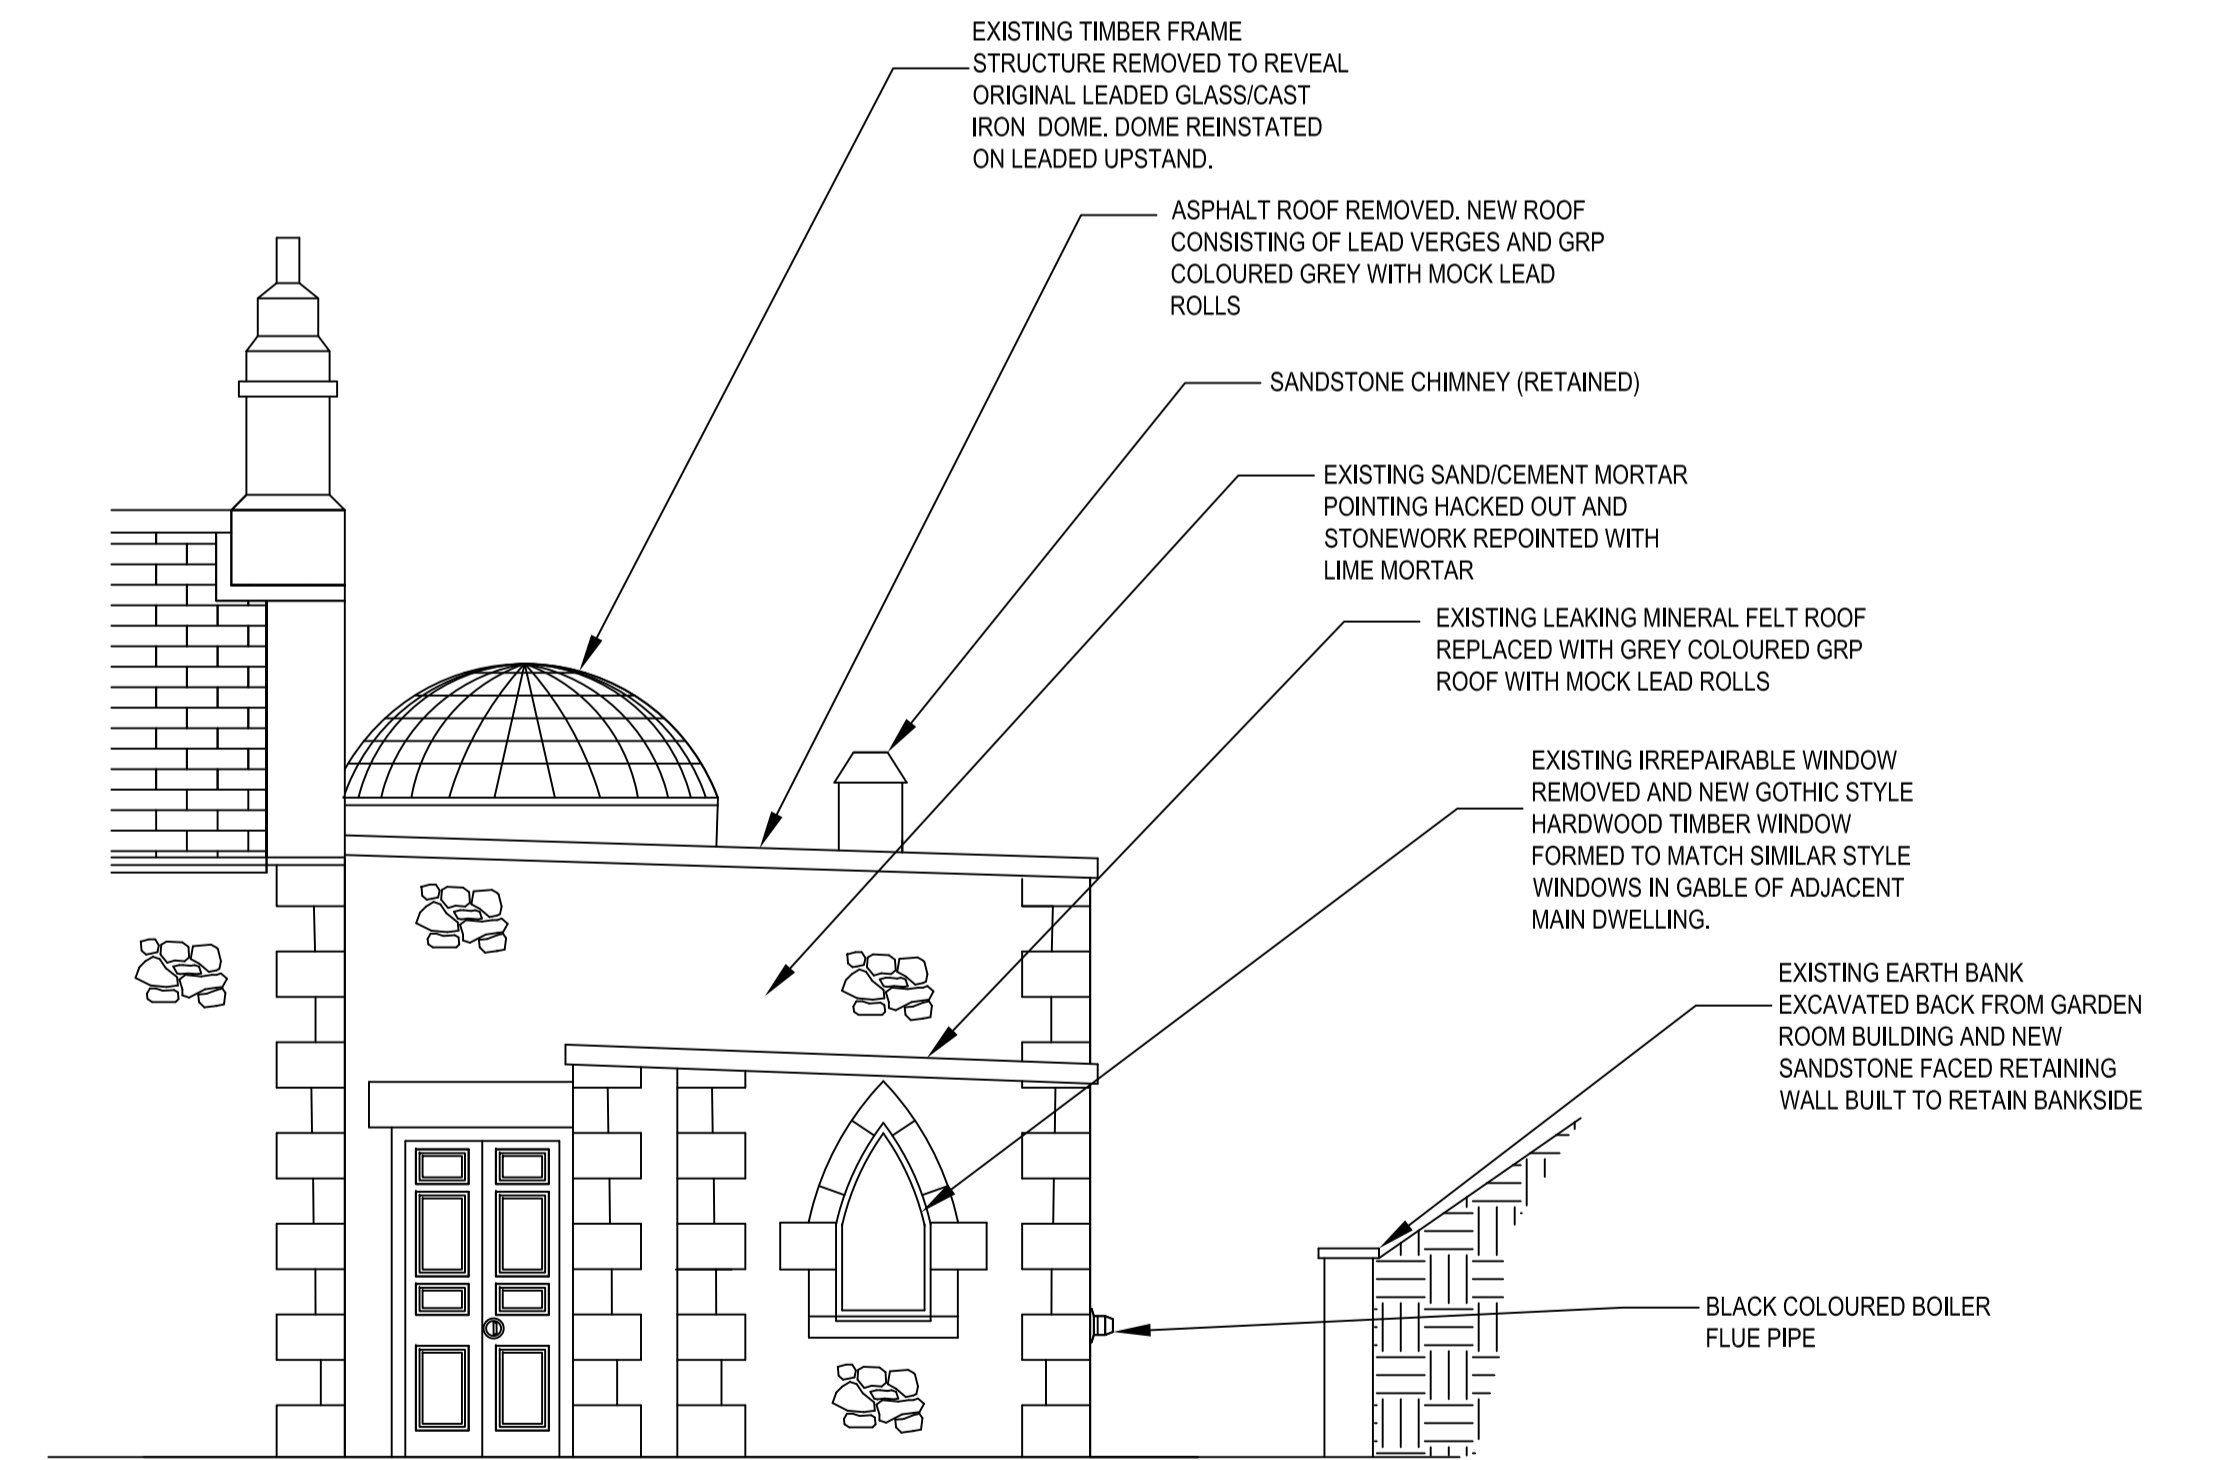 EXISTING TIMBER FRAME
STRUCTURE REMOVED TO REVEAL
ORIGINAL LEADED GLASS/CAST
IRON DOME. DOME REINSTATED
ON LEADED UPSTAND.
ASPHALT ROOF REMOVED. NEW ROOF
CONSISTING OF LEAD VERGES AND GRP
COLOURED GREY WITH MOCK LEAD
ROLLS
SANDSTONE CHIMNEY (RETAINED)
EXISTING SAND/CEMENT MORTAR
POINTING HACKED OUT AND
STONEWORK REPOINTED WITH
LIME MORTAR
EXISTING LEAKING MINERAL FELT ROOF
REPLACED WITH GREY COLOURED GRP
ROOF WITH MOCK LEAD ROLLS
EXISTING IRREPAIRABLE WINDOW
REMOVED AND NEW GOTHIC STYLE
HARDWOOD TIMBER WINDOW
FORMED TO MATCH SIMILAR STYLE
WINDOWS IN GABLE OF ADJACENT
MAIN DWELLING.
EXISTING EARTH BANK
EXCAVATED BACK FROM GARDEN
ROOM BUILDING AND NEW
SANDSTONE FACED RETAINING
WALL BUILT TO RETAIN BANKSIDE
BLACK COLOURED BOILER
FLUE PIPE